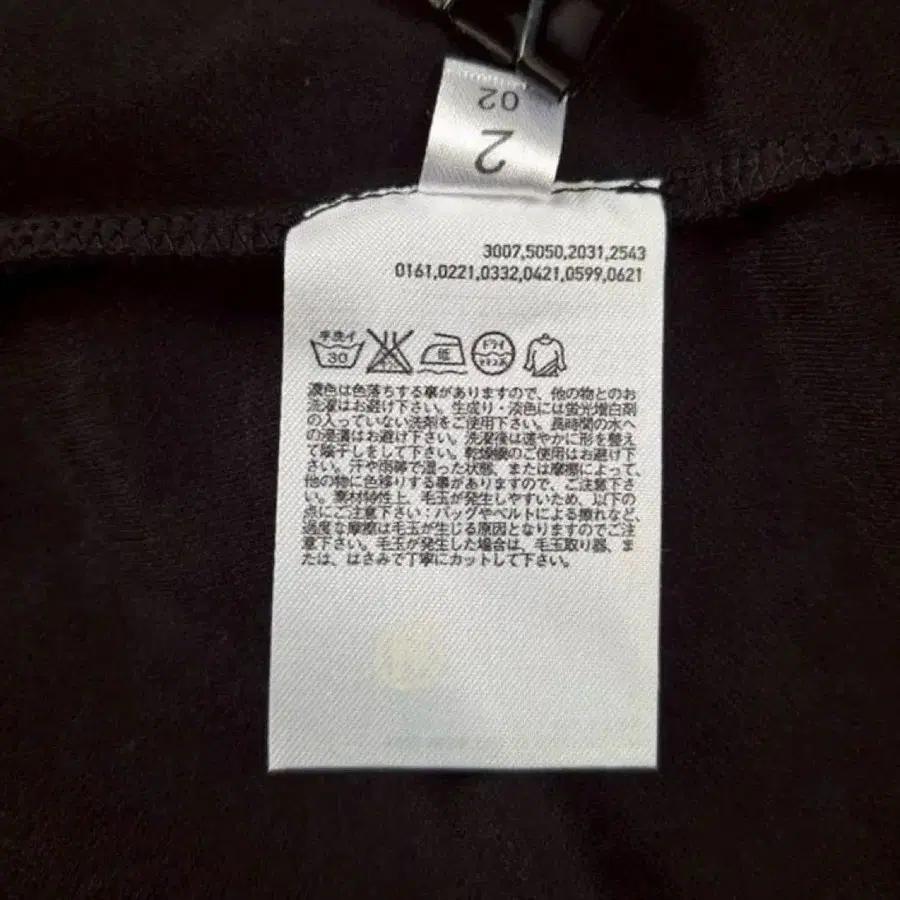 02
2
3007,5050,2031,2543
0161,0221,0332,0421,0599,0621
手洗イ
30
低
ドライ
濃色は色落ちする事がありますので、他の物とのお
洗濯はお避け下さい。生成り・淡色には蛍光増白剤
の入っていない洗剤をご使用下さい。長時間の水へ
の浸漬はお避け下さい。洗濯後は速やかに形を整え
て陰干しをして下さい。乾燥機のご使用はお避け下
さい。汗や雨等で湿った状態、または摩擦によって、
他の物に色移りする事がありますので、ご注意下さ
い。素材特性上、毛玉が発生しやすいため、以下の
点にご注意下さい：バッグやベルトによる擦れなど、
過度な摩擦は毛玉が生じる原因となりますのでご注
意下さい。毛玉が発生した場合は、毛玉取り器、ま
たは、はさみで丁寧にカットして下さい。